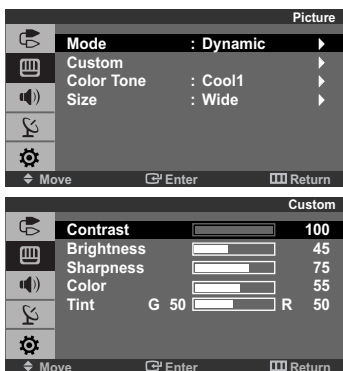 Picture
Mode : Dynamic
Custom
Color Tone : Cool1
Size : Wide
Move Enter Return
Custom
Contrast 100
Brightness 45
Sharpness 75
Color 55
Tint G 50 R 50
Move Enter Return